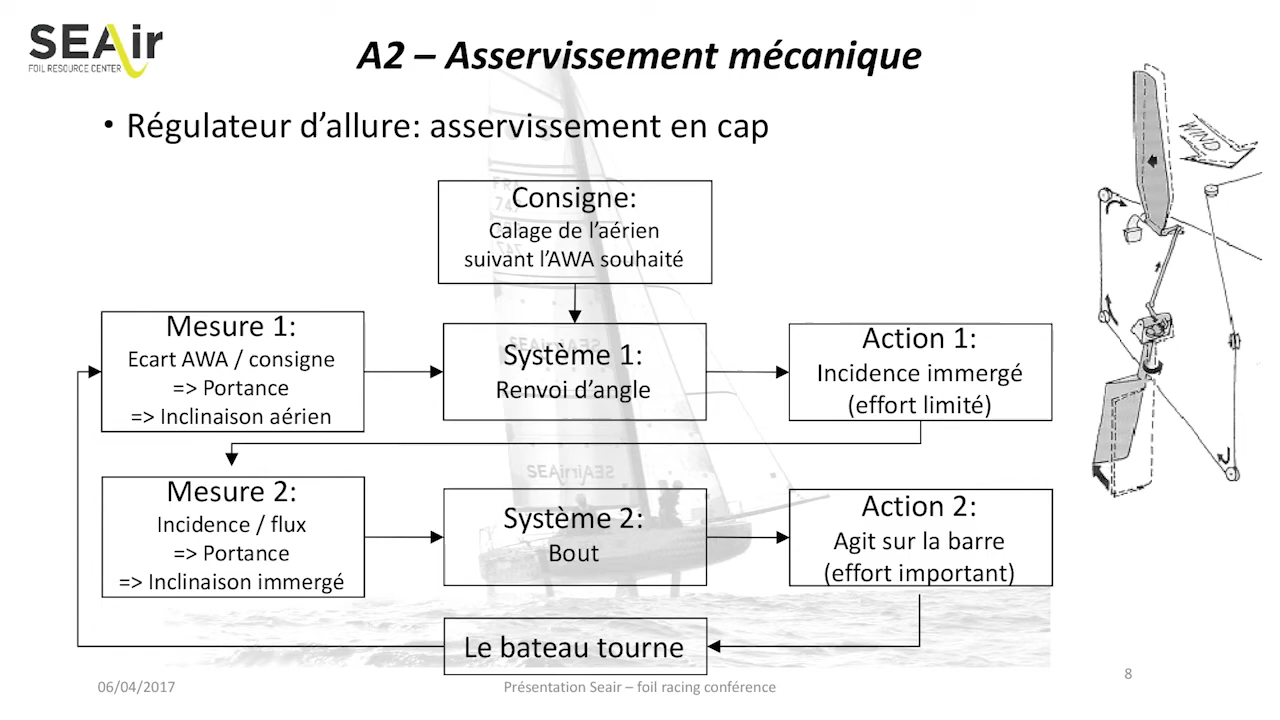 SEAir
FOIL RESOURCE CENTER
A2 – Asservissement mécanique
• Régulateur d’allure: asservissement en cap
WIND
Consigne:
Calage de l’aérien
suivant l’AWA souhaité
Mesure 1:
Ecart AWA / consigne
=> Portance
=> Inclinaison aérien
Système 1:
Renvoi d’angle
Action 1:
Incidence immergé
(effort limité)
Mesure 2:
Incidence / flux
=> Portance
=> Inclinaison immergé
Système 2:
Bout
Action 2:
Agit sur la barre
(effort important)
Le bateau tourne
06/04/2017
Présentation Seair – foil racing conférence
8